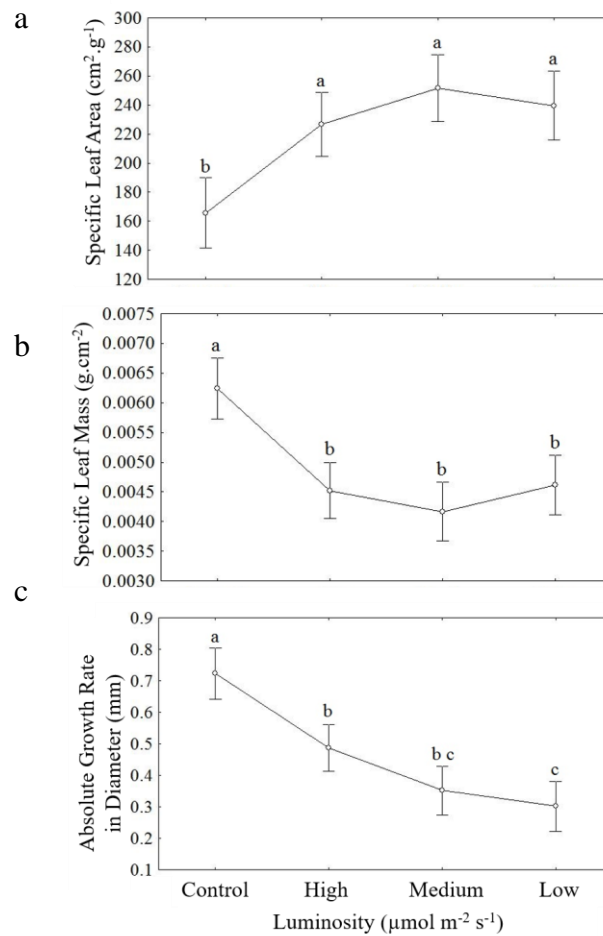 a
Specific Leaf Area (cm².g⁻¹)
300
280
260
240
220
200
180
160
140
120
b
a
a
a
b
Specific Leaf Mass (g.cm⁻²)
0.0075
0.0070
0.0065
0.0060
0.0055
0.0050
0.0045
0.0040
0.0035
0.0030
a
b
b
b
c
Absolute Growth Rate
in Diameter (mm)
0.9
0.8
0.7
0.6
0.5
0.4
0.3
0.2
0.1
a
b
b c
c
Control High Medium Low
Luminosity (µmol m⁻² s⁻¹)